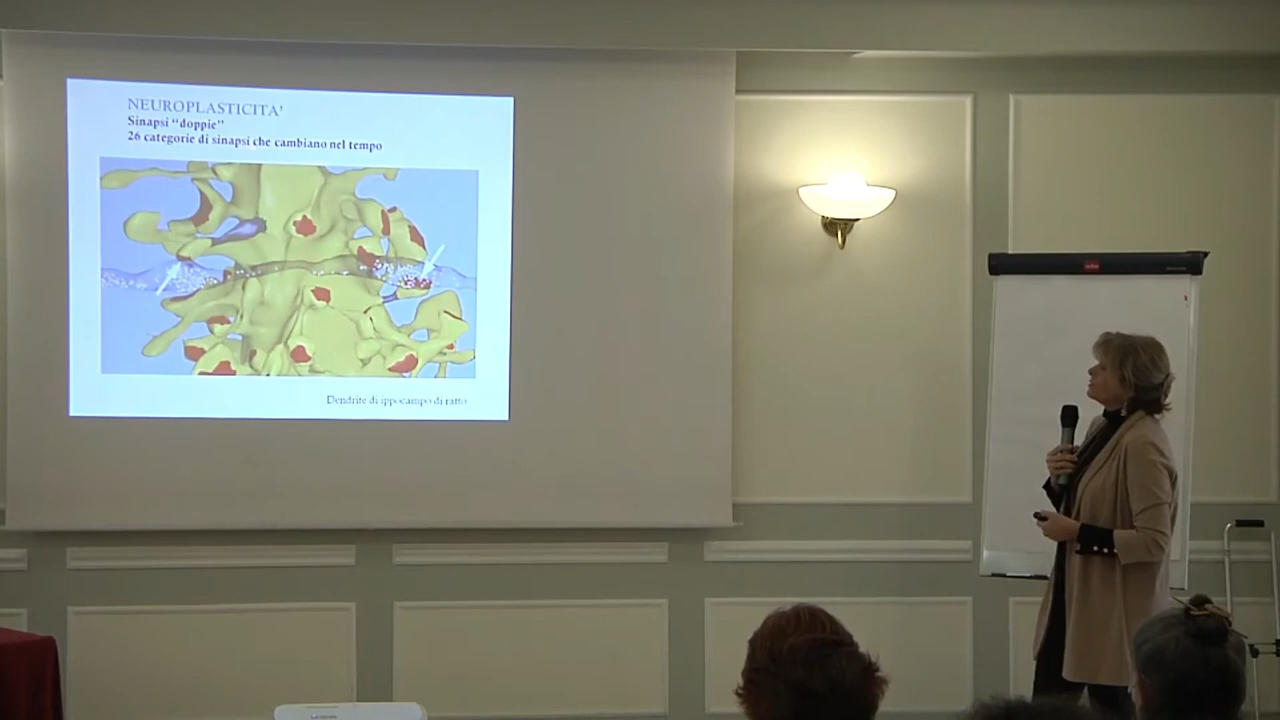 NEUROPLASTICITA'
Sinapsi “doppie”
26 categorie di sinapsi che cambiano nel tempo
Dendrite di ippocampo di ratto